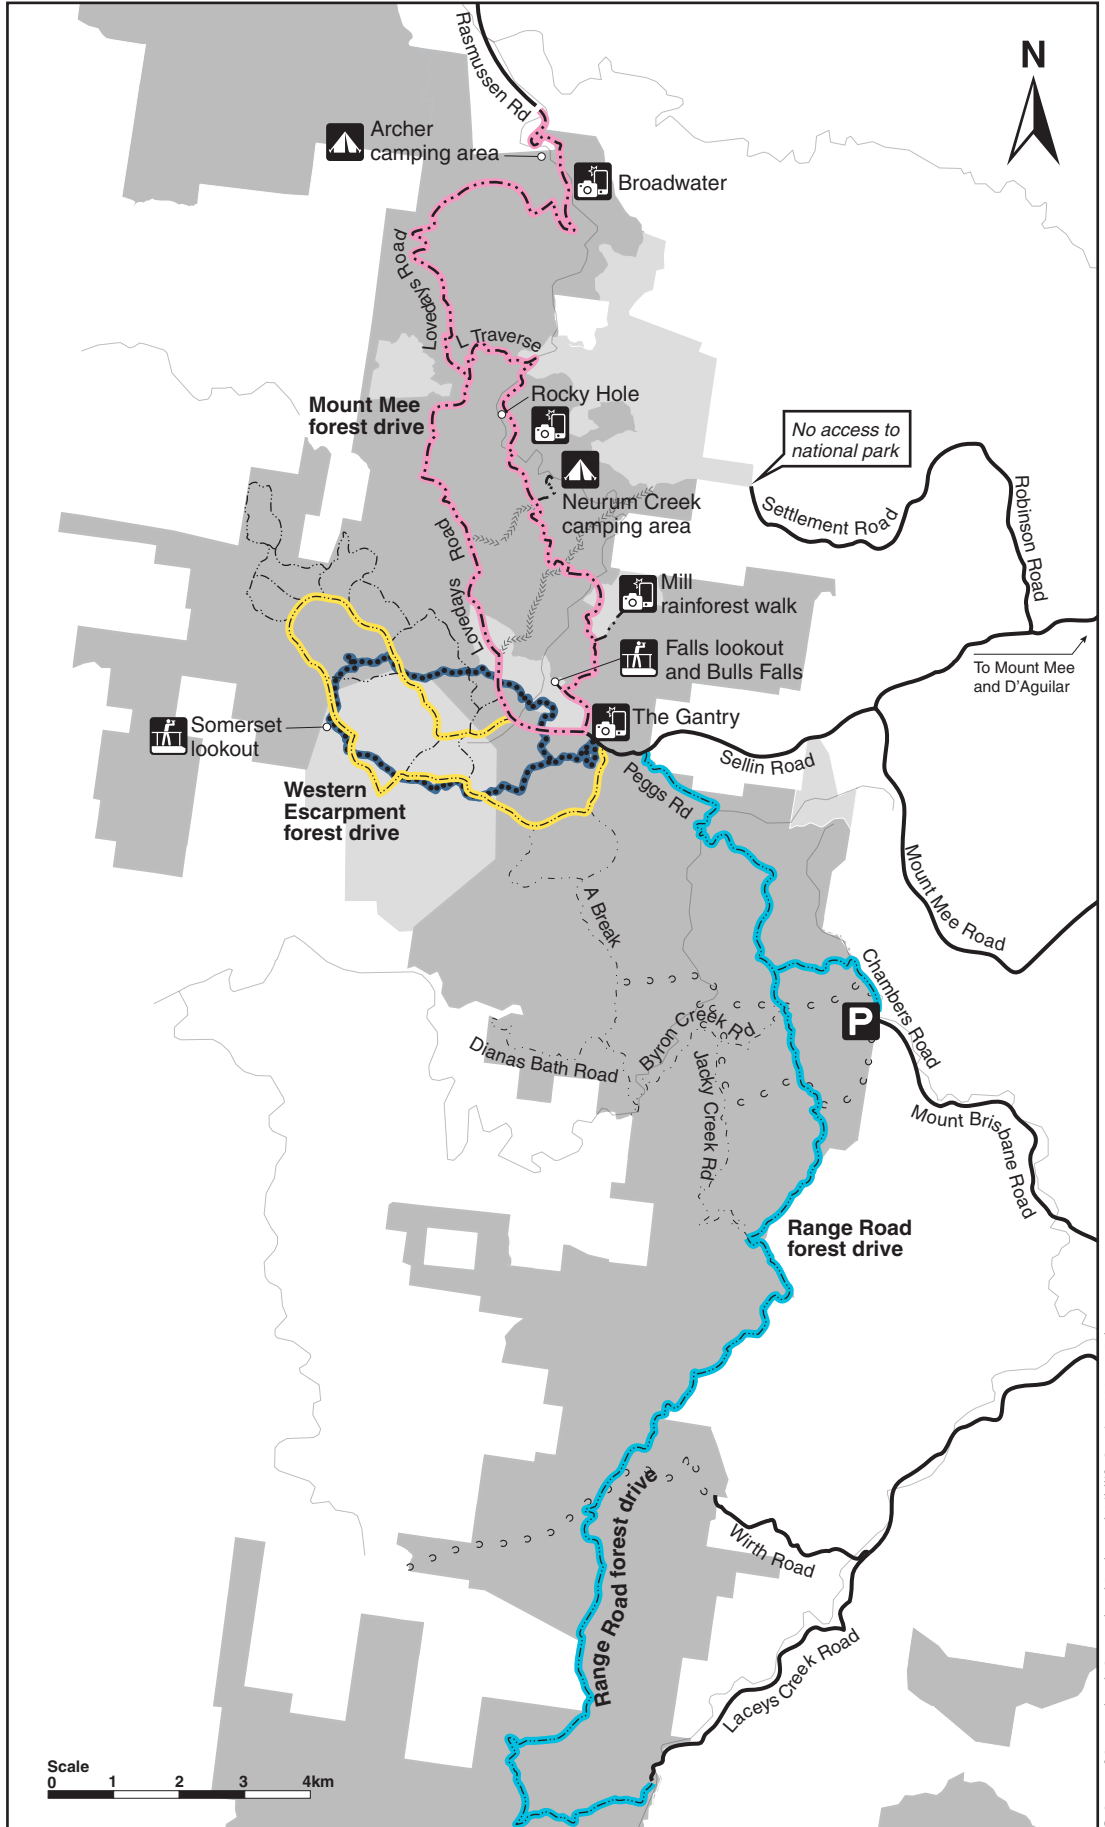 Rasmussen Rd
N
Archer
camping area
Broadwater
Lovedays Road
L Traverse
Rocky Hole
Mount Mee
forest drive
No access to
national park
Neurum Creek
camping area
Settlement Road
Robinson Road
Lovedays Road
Mill
rainforest walk
Falls lookout
and Bulls Falls
To Mount Mee
and D'Aguilar
Somerset
lookout
The Gantry
Sellin Road
Peggs Rd
Western
Escarpment
forest drive
Mount Mee Road
A Break
Chambers Road
P
Byron Creek Rd
Dianas Bath Road
Jacky Creek Rd
Mount Brisbane Road
Range Road
forest drive
Range Road forest drive
Wirth Road
Laceys Creek Road
Scale
0 1 2 3 4km